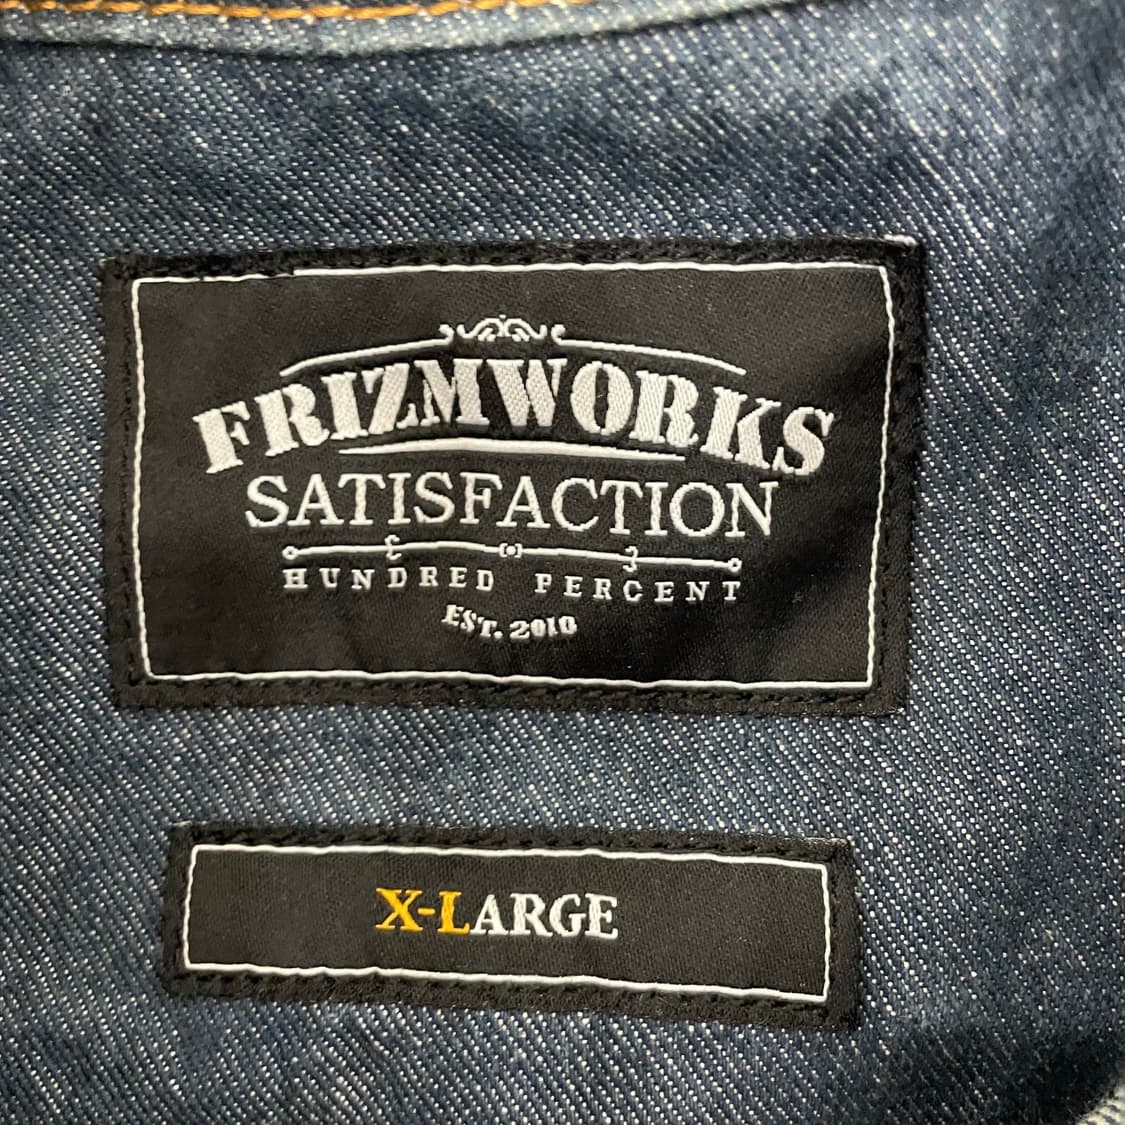 FRIZMWORKS
SATISFACTION
HUNDRED PERCENT
EST. 2010
X-LARGE